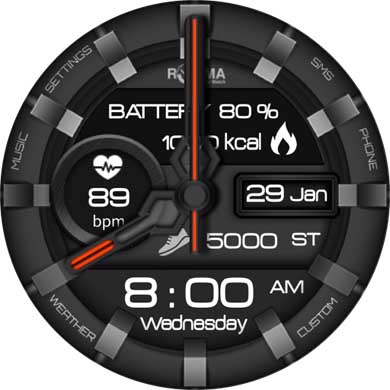 SETTINGS
SMS
MUSIC
PHONE
BATTERY 80 %
kcal
89
bpm
29 Jan
5000 ST
8:00 AM
Wednesday
WEATHER
CUSTOM